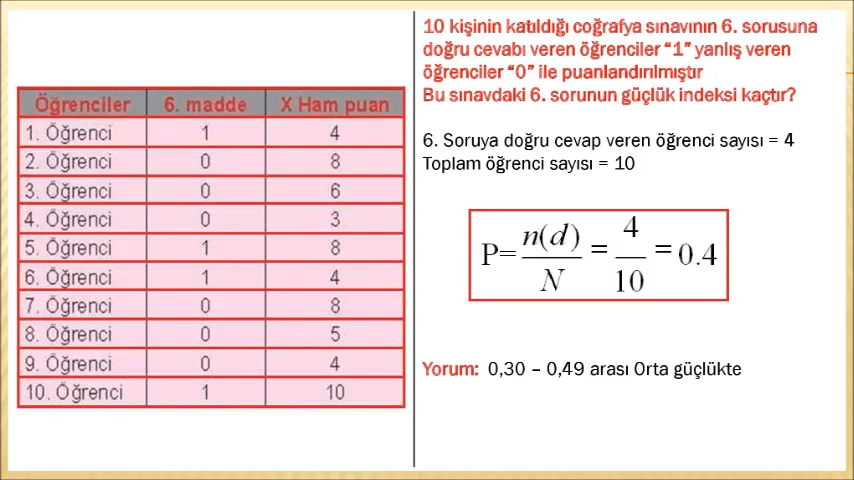 Öğrenciler 6. madde X Ham puan
1. Öğrenci 1 4
2. Öğrenci 0 8
3. Öğrenci 0 6
4. Öğrenci 0 3
5. Öğrenci 1 8
6. Öğrenci 1 4
7. Öğrenci 0 8
8. Öğrenci 0 5
9. Öğrenci 0 4
10. Öğrenci 1 10
10 kişinin katıldığı coğrafya sınavının 6. sorusuna
doğru cevabı veren öğrenciler “1” yanlış veren
öğrenciler “0” ile puanlandırılmıştır
Bu sınavdaki 6. sorunun güçlük indeksi kaçtır?
6. Soruya doğru cevap veren öğrenci sayısı = 4
Toplam öğrenci sayısı = 10
P= n(d)/N = 4/10 = 0.4
Yorum: 0,30 – 0,49 arası Orta güçlükte